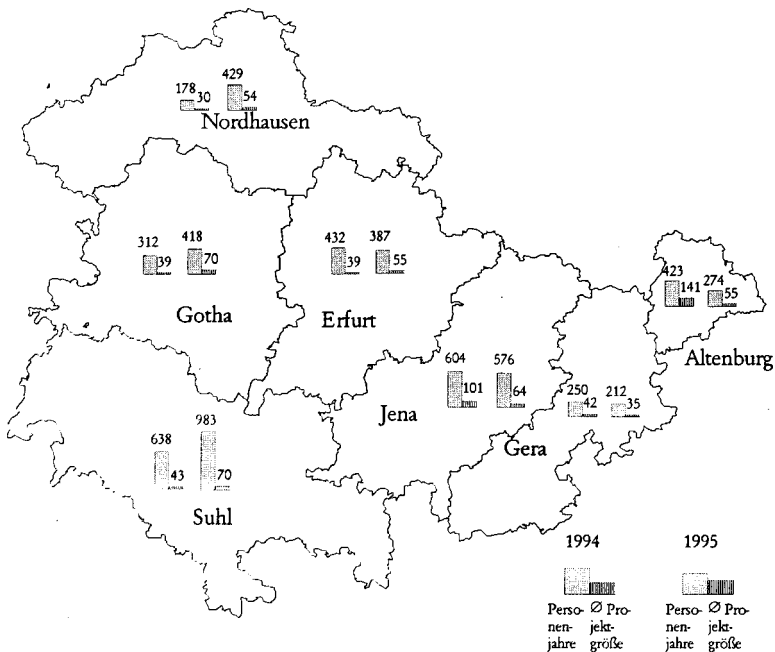 429
178
30
54
Nordhausen
312
39
418
70
Gotha
432
39
387
55
Erfurt
423
141
274
55
Altenburg
604
101
576
64
Jena
250
42
212
35
Gera
638
43
983
70
Suhl
1994
1995
Perso- Ø Pro-
nen- jekt-
jahre größe
Perso- Ø Pro-
nen- jekt-
jahre größe